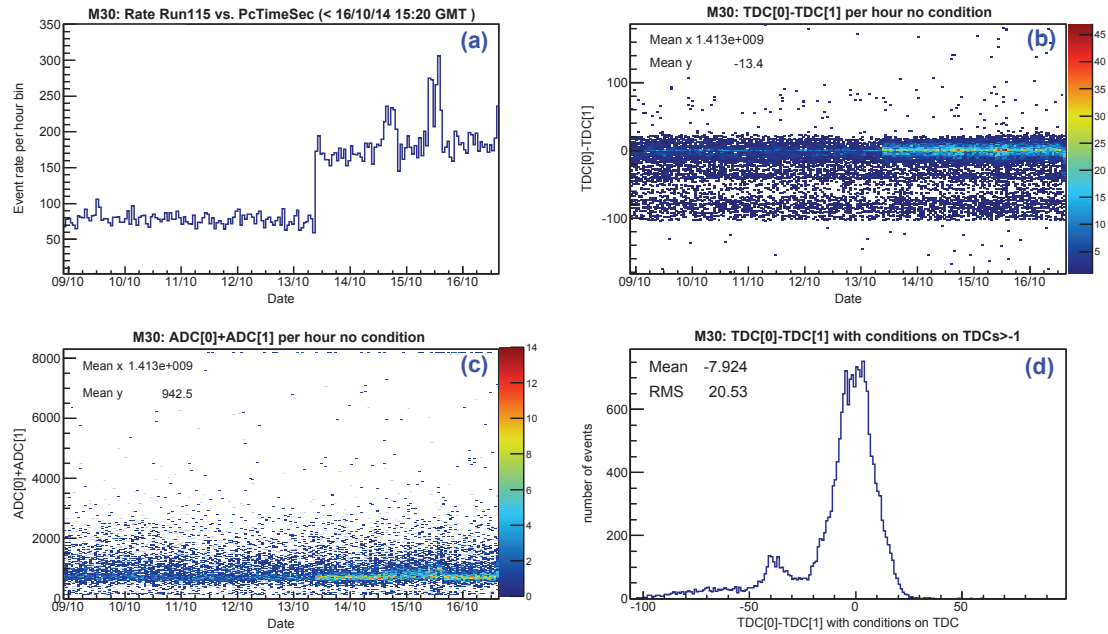 M30: Rate Run115 vs. PcTimeSec (< 16/10/14 15:20 GMT )
(a)
Event rate per hour bin
350
300
250
200
150
100
50
09/10 10/10 11/10 12/10 13/10 14/10 15/10 16/10
Date
M30: TDC[0]-TDC[1] per hour no condition
(b)
Mean x 1.413e+009
Mean y -13.4
TDC[0]-TDC[1]
100
0
-100
09/10 10/10 11/10 12/10 13/10 14/10 15/10 16/10
Date
45
40
35
30
25
20
15
10
5
M30: ADC[0]+ADC[1] per hour no condition
(c)
Mean x 1.413e+009
Mean y 942.5
ADC[0]+ADC[1]
8000
6000
4000
2000
0
09/10 10/10 11/10 12/10 13/10 14/10 15/10 16/10
Date
14
12
10
8
6
4
2
0
M30: TDC[0]-TDC[1] with conditions on TDCs>-1
(d)
Mean -7.924
RMS 20.53
number of events
600
400
200
0
-100 -50 0 50
TDC[0]-TDC[1] with conditions on TDC